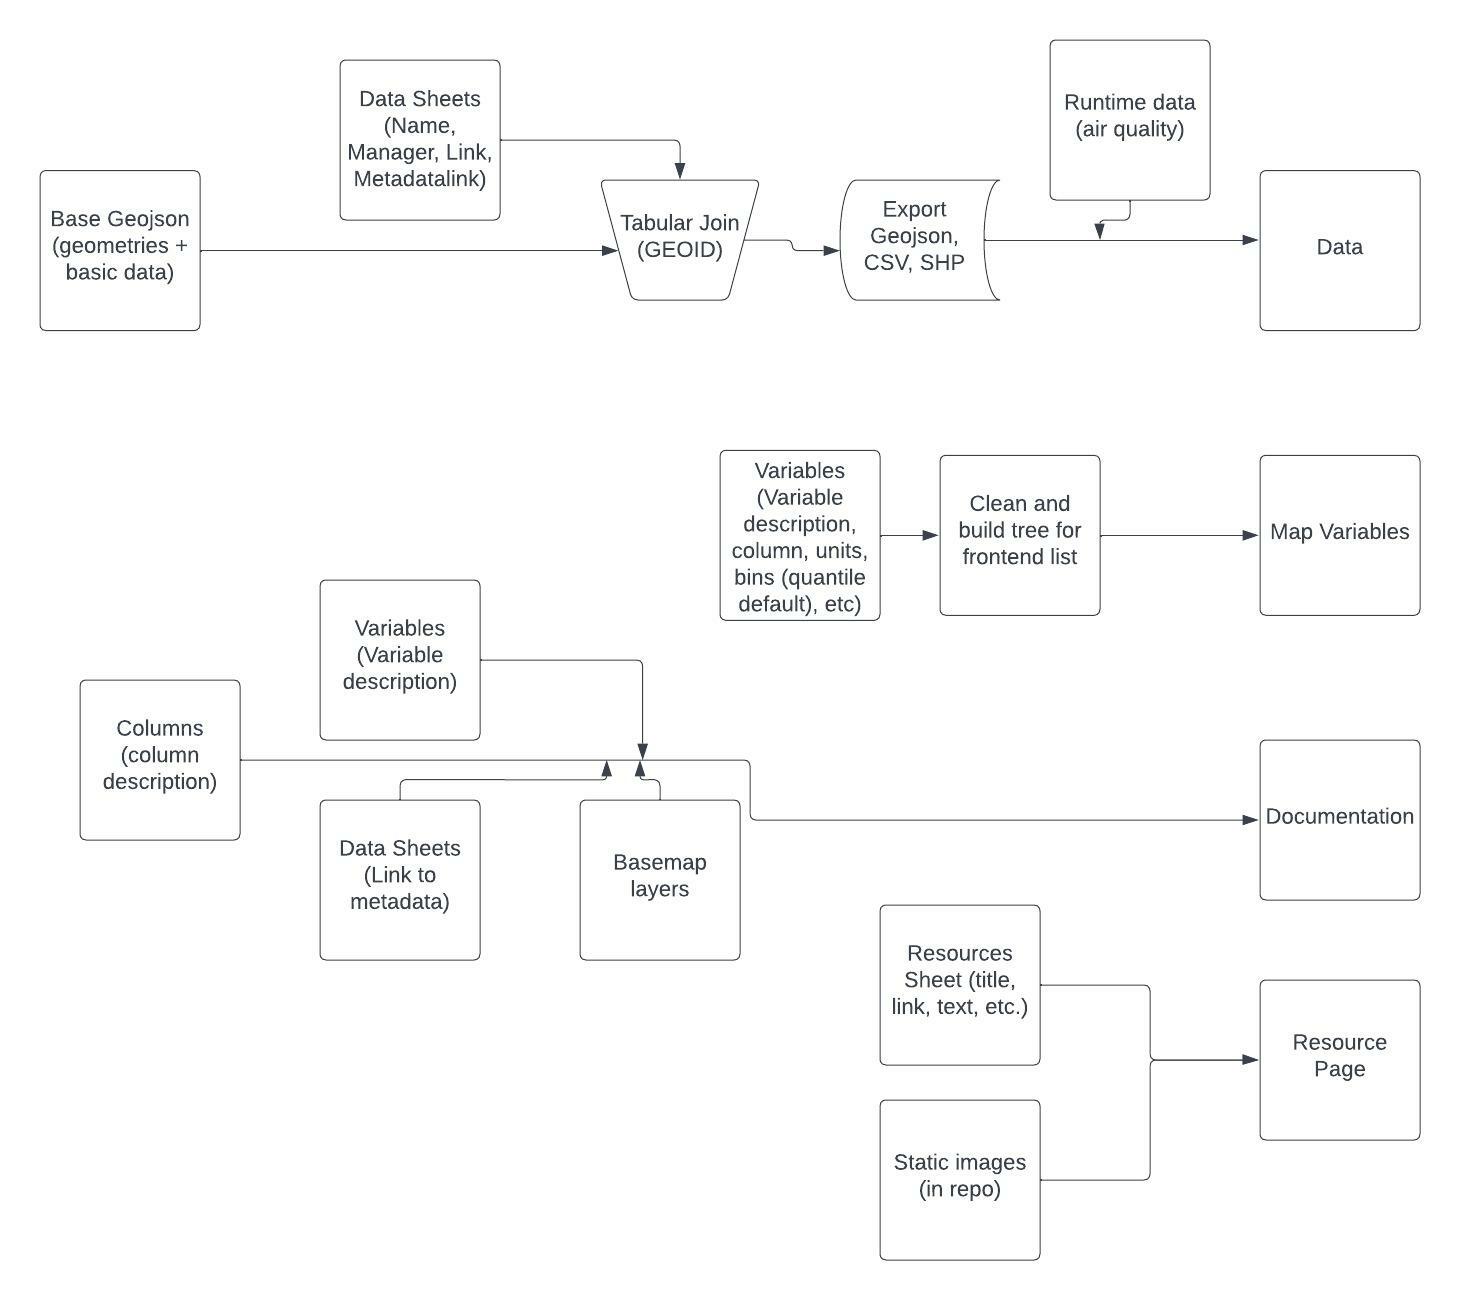 Data Sheets
(Name,
Manager, Link,
Metadatalink)
Runtime data
(air quality)
Base Geojson
(geometries +
basic data)
Tabular Join
(GEOID)
Export
Geojson,
CSV, SHP
Data
Variables
(Variable
description,
column, units,
bins (quantile
default), etc)
Clean and
build tree for
frontend list
Map Variables
Variables
(Variable
description)
Columns
(column
description)
Data Sheets
(Link to
metadata)
Basemap
layers
Documentation
Resources
Sheet (title,
link, text, etc.)
Resource
Page
Static images
(in repo)